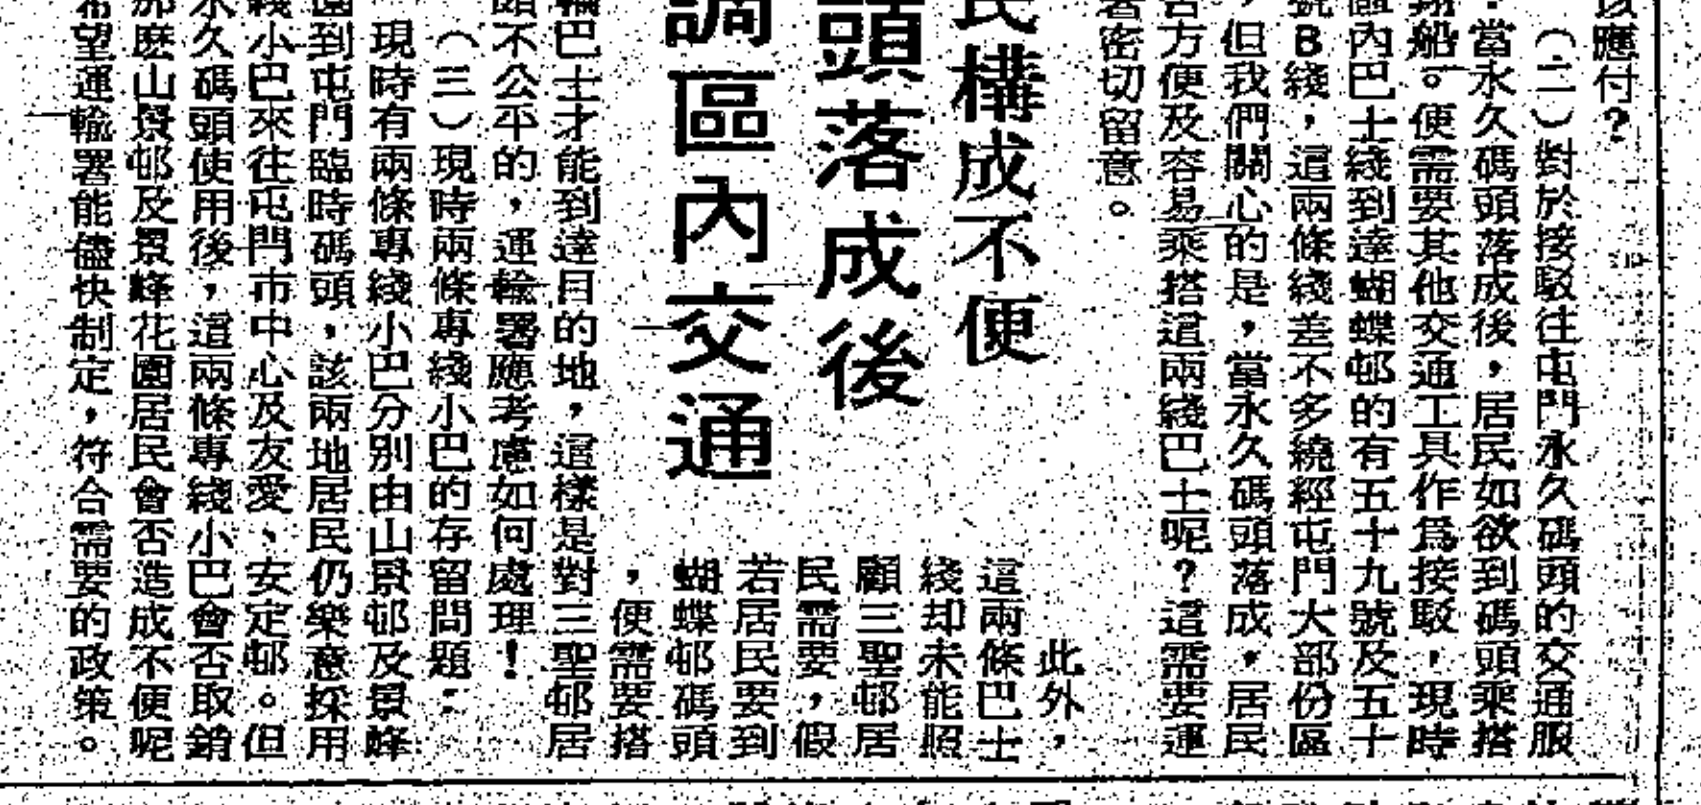 該應付?
(二)對於接駁往屯門永久碼頭的交通服
,當永久碼頭落成後,居民如欲到碼頭乘搭
翔船。便需要其他交通工具作爲接駁,現時
區內巴士綫到達蝴蝶邨的有五十九號及五十
號B綫,這兩條綫差不多繞經屯門大部份區
,但我們關心的是,當永久碼頭落成,居民
否方便及容易乘搭這兩綫巴士呢?這需要運
署密切留意。
民構成不便
頭落成後
調區內交通
此外,
這兩條巴士
綫却未能照
顧三聖邨居
民需要,假
若居民要到
蝴蝶邨碼頭
,便需要搭
輪巴士才能到達目的地,這樣是對三聖邨居
頗不公平的,運輸署應考慮如何處理!
(三)現時兩條專綫小巴的存留問題:
現時有兩條專綫小巴分別由山景邨及景峰
園到屯門臨時碼頭,該兩地居民仍樂意採用
綫小巴來往屯門市中心及友愛、安定邨。但
永久碼頭使用後,這兩條專綫小巴會否取銷
那麽山景邨及景峰花園居民會否造成不便呢
希望運輸署能儘快制定,符合需要的政策。